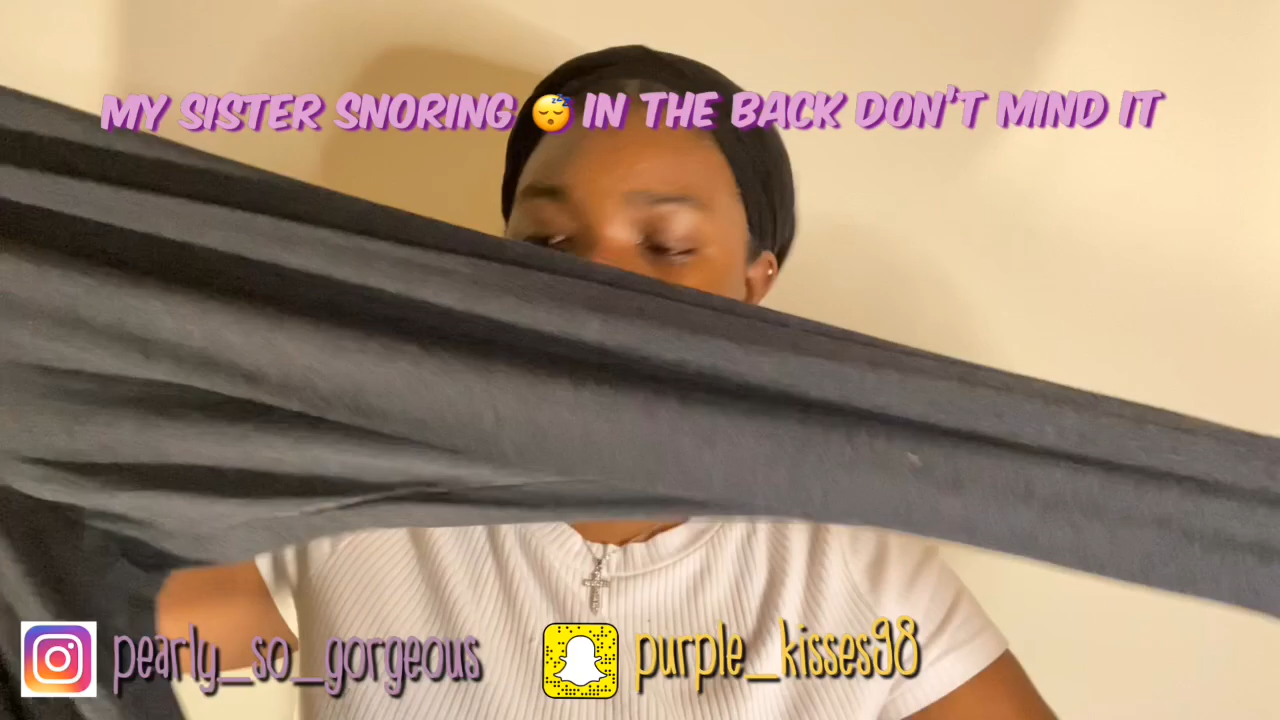 MY SISTER SNORING 😴 IN THE BACK DON'T MIND IT
pearly_so_gorgeous
purple_kisses98